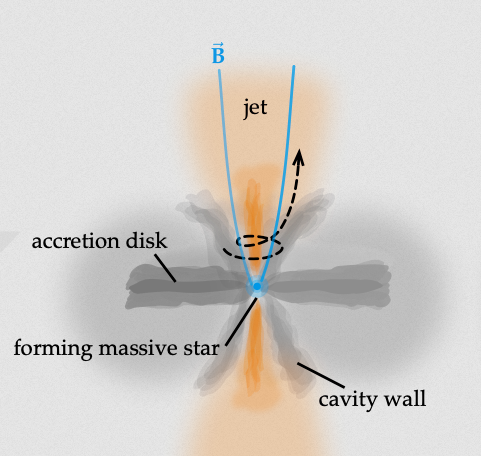 B⃗
jet
accretion disk
forming massive star
cavity wall